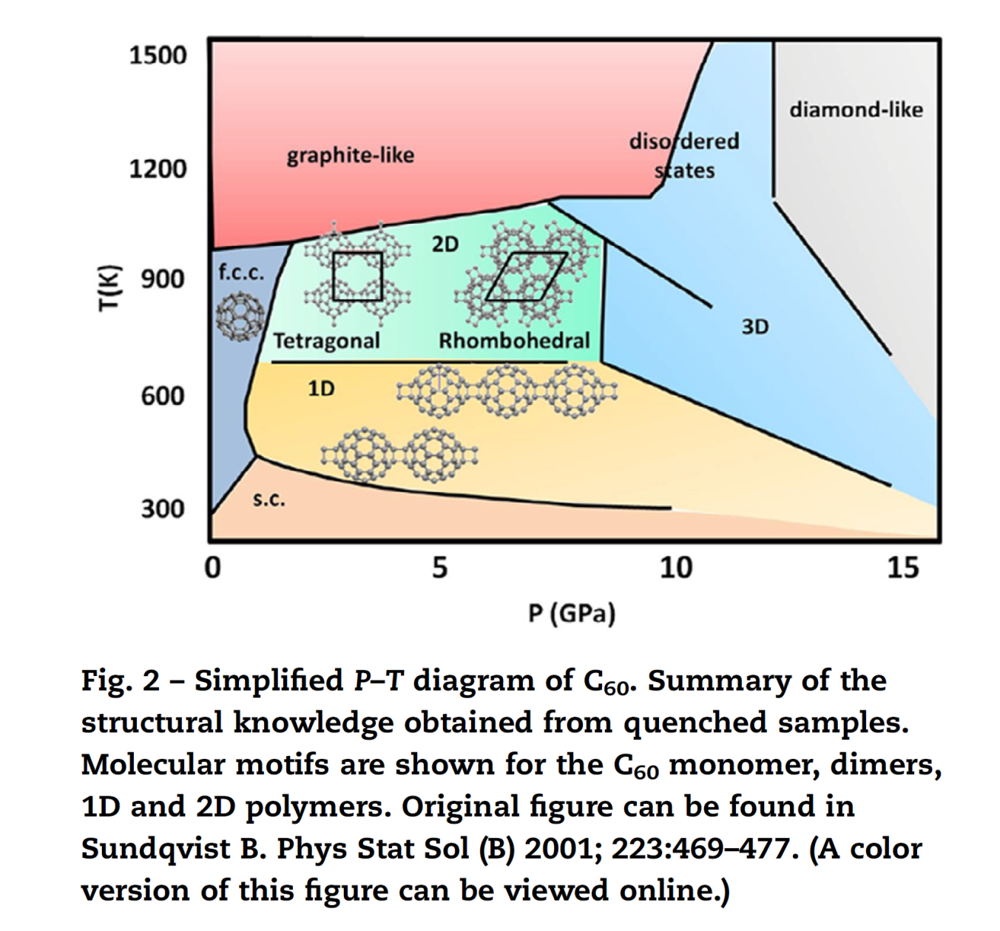 1500
diamond-like
disordered
graphite-like
1200
states
2D
f.c.c.
900
T(K)
3D
Tetragonal
Rhombohedral
1D
600
s.c.
300
0
5
10
15
P (GPa)
Fig. 2 – Simplified P–T diagram of C₆₀. Summary of the
structural knowledge obtained from quenched samples.
Molecular motifs are shown for the C₆₀ monomer, dimers,
1D and 2D polymers. Original figure can be found in
Sundqvist B. Phys Stat Sol (B) 2001; 223:469–477. (A color
version of this figure can be viewed online.)